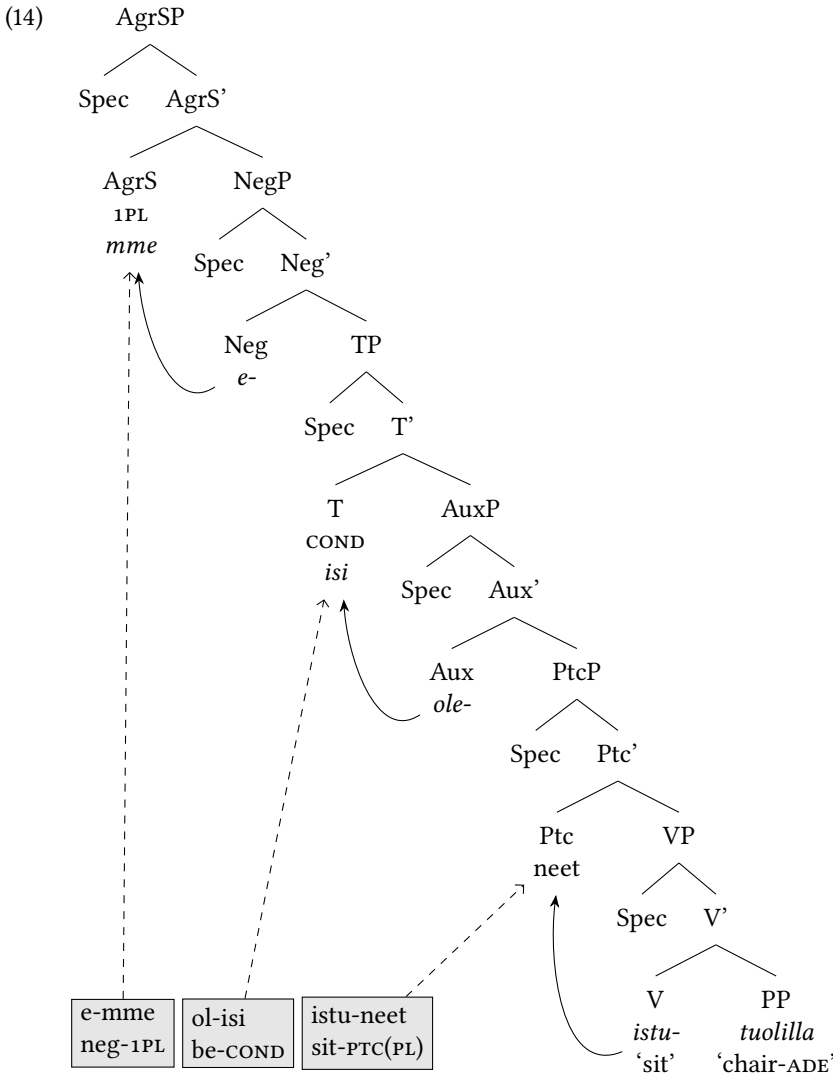 (14) AgrSP
Spec AgrS’
AgrS NegP
1PL
mme
Spec Neg’
Neg TP
e-
Spec T’
T AuxP
COND
isi
Spec Aux’
Aux PtcP
ole-
Spec Ptc’
Ptc VP
neet
Spec V’
V PP
istu- tuolilla
‘sit’ ‘chair-ADE’
e-mme
neg-1PL
ol-isi
be-COND
istu-neet
sit-PTC(PL)